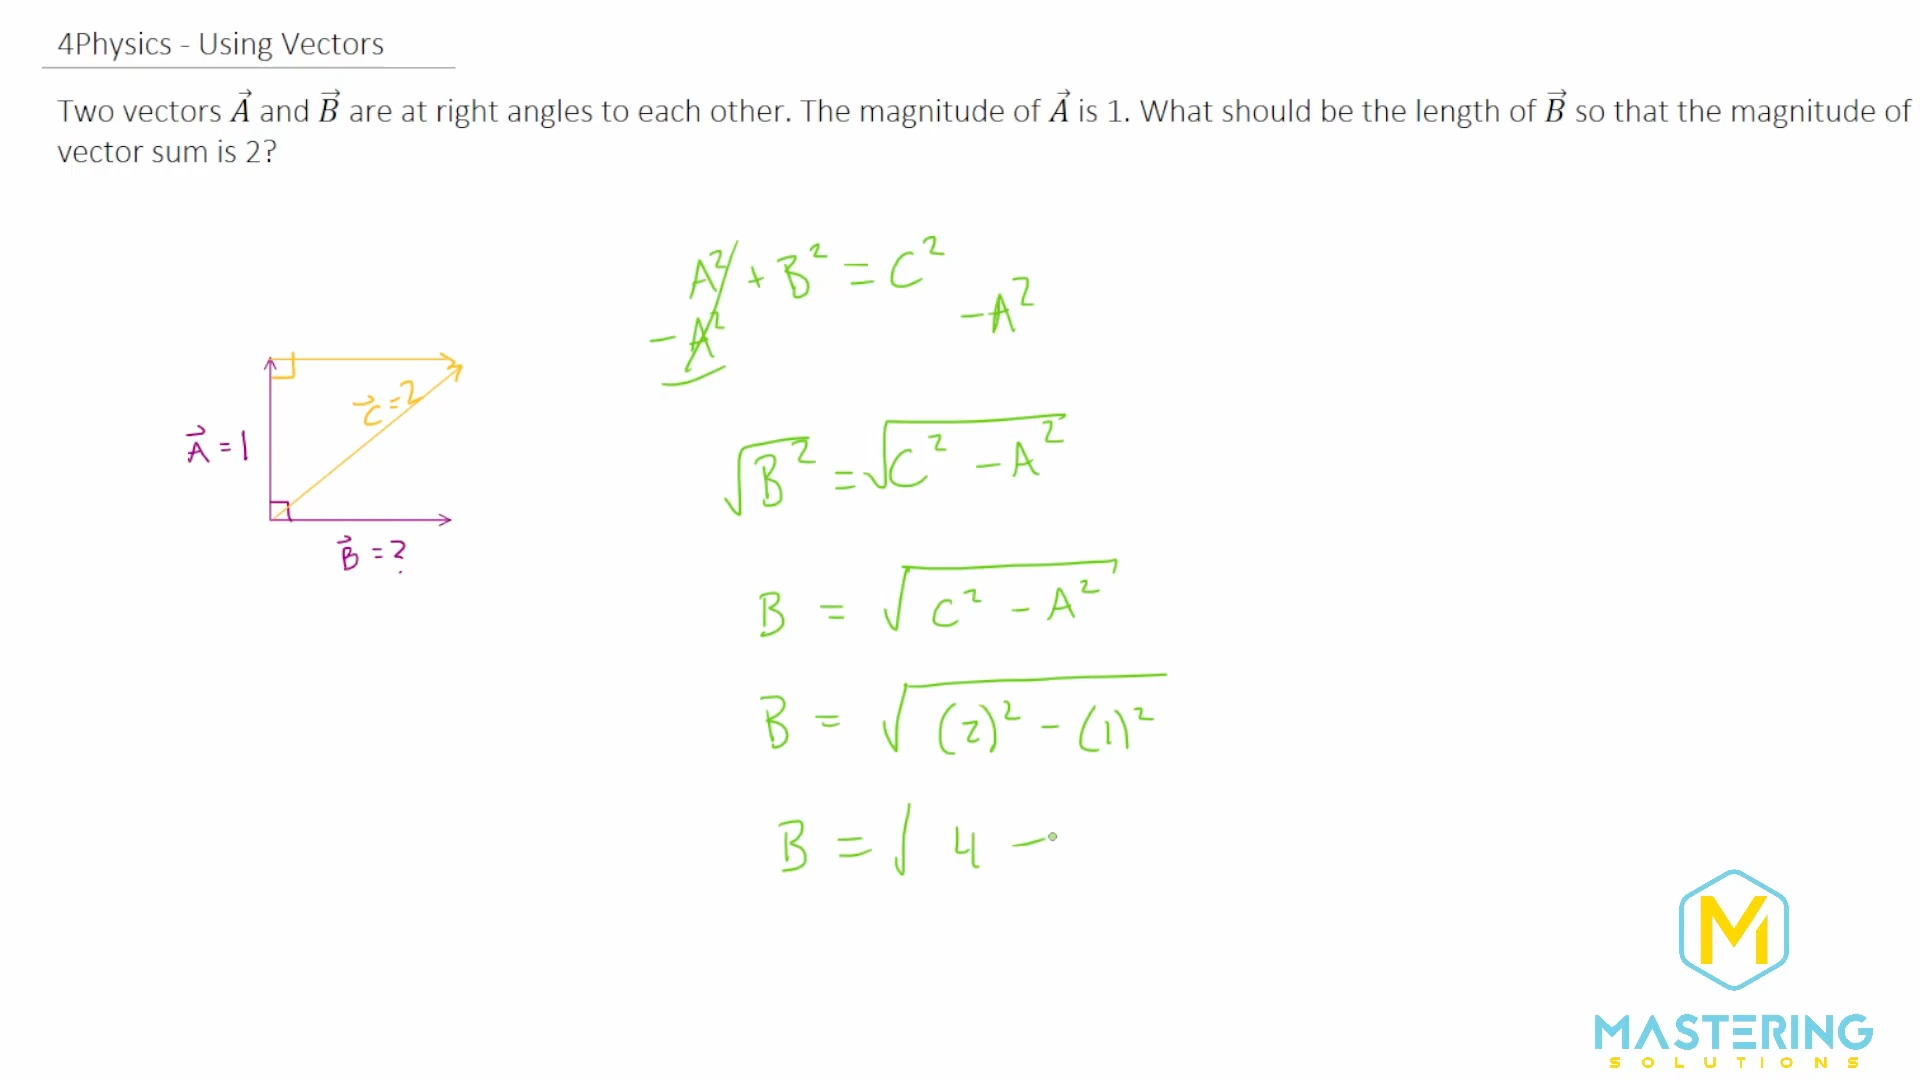 4Physics - Using Vectors
Two vectors A⃗ and B⃗ are at right angles to each other. The magnitude of A⃗ is 1. What should be the length of B⃗ so that the magnitude of
vector sum is 2?
A² + B² = C²
- A² - A²
√B² = √C² - A²
C⃗ = 2
A⃗ = 1
B⃗ = ?
B = √C² - A²
B = √(2)² - (1)²
B = √ 4 -
M
MASTERING
SOLUTIONS